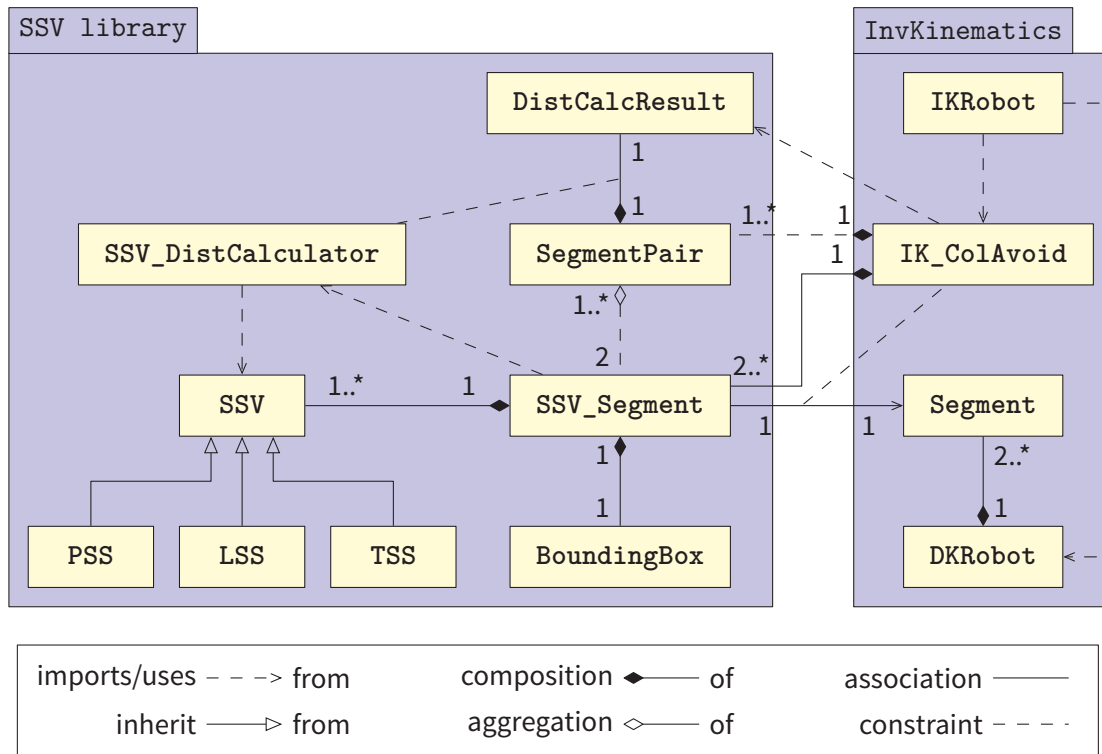 SSV library
InvKinematics
DistCalcResult
IKRobot
1
1
1..*
1
SSV_DistCalculator
SegmentPair
1
IK_ColAvoid
1..*
2
2..*
SSV
1..*
1
SSV_Segment
1
1
Segment
1
2..*
1
1
PSS
LSS
TSS
BoundingBox
DKRobot
imports/uses from
composition of
association
inherit from
aggregation of
constraint